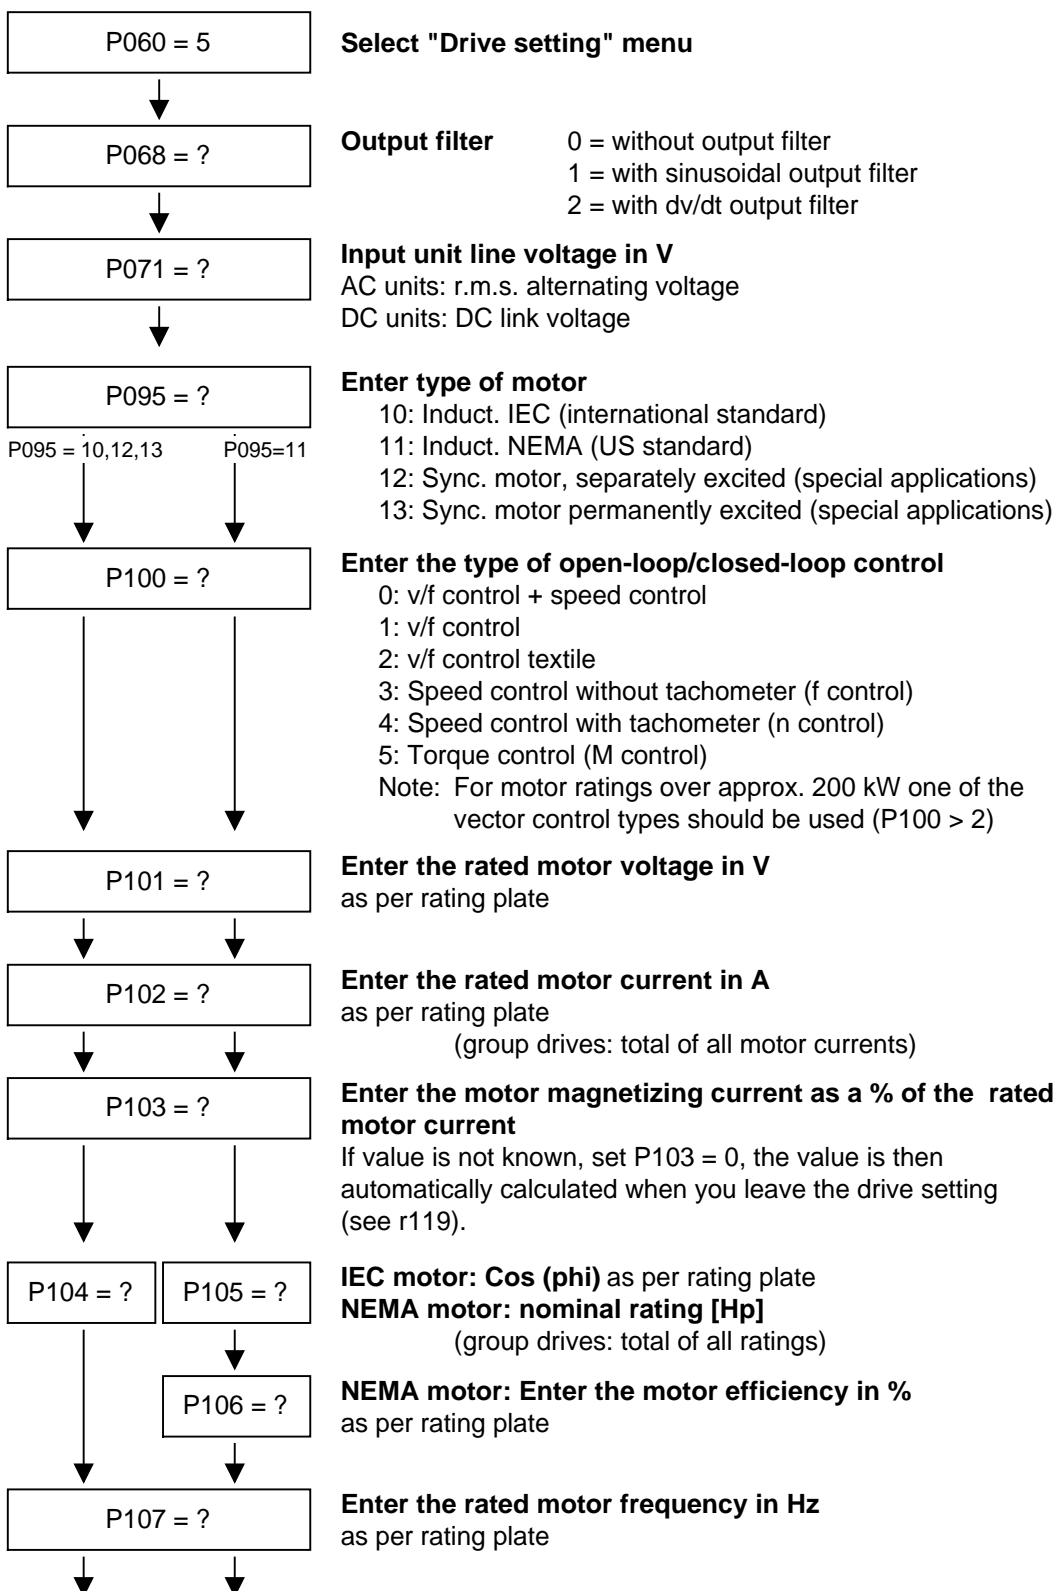 P060 = 5
Select "Drive setting" menu
P068 = ?
Output filter 0 = without output filter
1 = with sinusoidal output filter
2 = with dv/dt output filter
P071 = ?
Input unit line voltage in V
AC units: r.m.s. alternating voltage
DC units: DC link voltage
P095 = ?
P095 = 10,12,13 P095=11
Enter type of motor
10: Induct. IEC (international standard)
11: Induct. NEMA (US standard)
12: Sync. motor, separately excited (special applications)
13: Sync. motor permanently excited (special applications)
P100 = ?
Enter the type of open-loop/closed-loop control
0: v/f control + speed control
1: v/f control
2: v/f control textile
3: Speed control without tachometer (f control)
4: Speed control with tachometer (n control)
5: Torque control (M control)
Note: For motor ratings over approx. 200 kW one of the
vector control types should be used (P100 > 2)
P101 = ?
Enter the rated motor voltage in V
as per rating plate
P102 = ?
Enter the rated motor current in A
as per rating plate
(group drives: total of all motor currents)
P103 = ?
Enter the motor magnetizing current as a % of the rated
motor current
If value is not known, set P103 = 0, the value is then
automatically calculated when you leave the drive setting
(see r119).
P104 = ? P105 = ?
IEC motor: Cos (phi) as per rating plate
NEMA motor: nominal rating [Hp]
(group drives: total of all ratings)
P106 = ?
NEMA motor: Enter the motor efficiency in %
as per rating plate
P107 = ?
Enter the rated motor frequency in Hz
as per rating plate